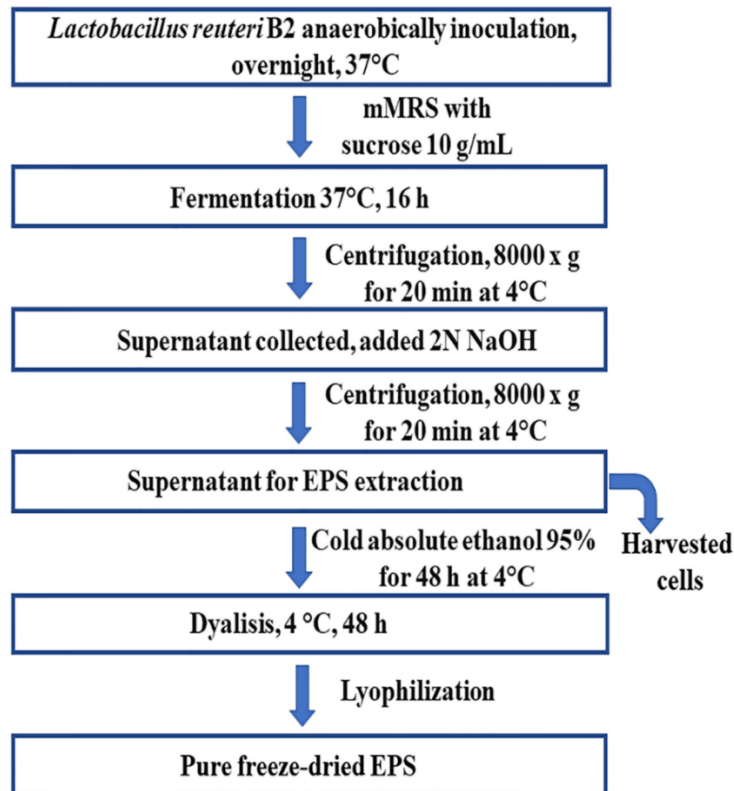 Lactobacillus reuteri B2 anaerobically inoculation,
overnight, 37°C
mMRS with
sucrose 10 g/mL
Fermentation 37°C, 16 h
Centrifugation, 8000 x g
for 20 min at 4°C
Supernatant collected, added 2N NaOH
Centrifugation, 8000 x g
for 20 min at 4°C
Supernatant for EPS extraction
Cold absolute ethanol 95%
for 48 h at 4°C
Harvested
cells
Dyalisis, 4 °C, 48 h
Lyophilization
Pure freeze-dried EPS